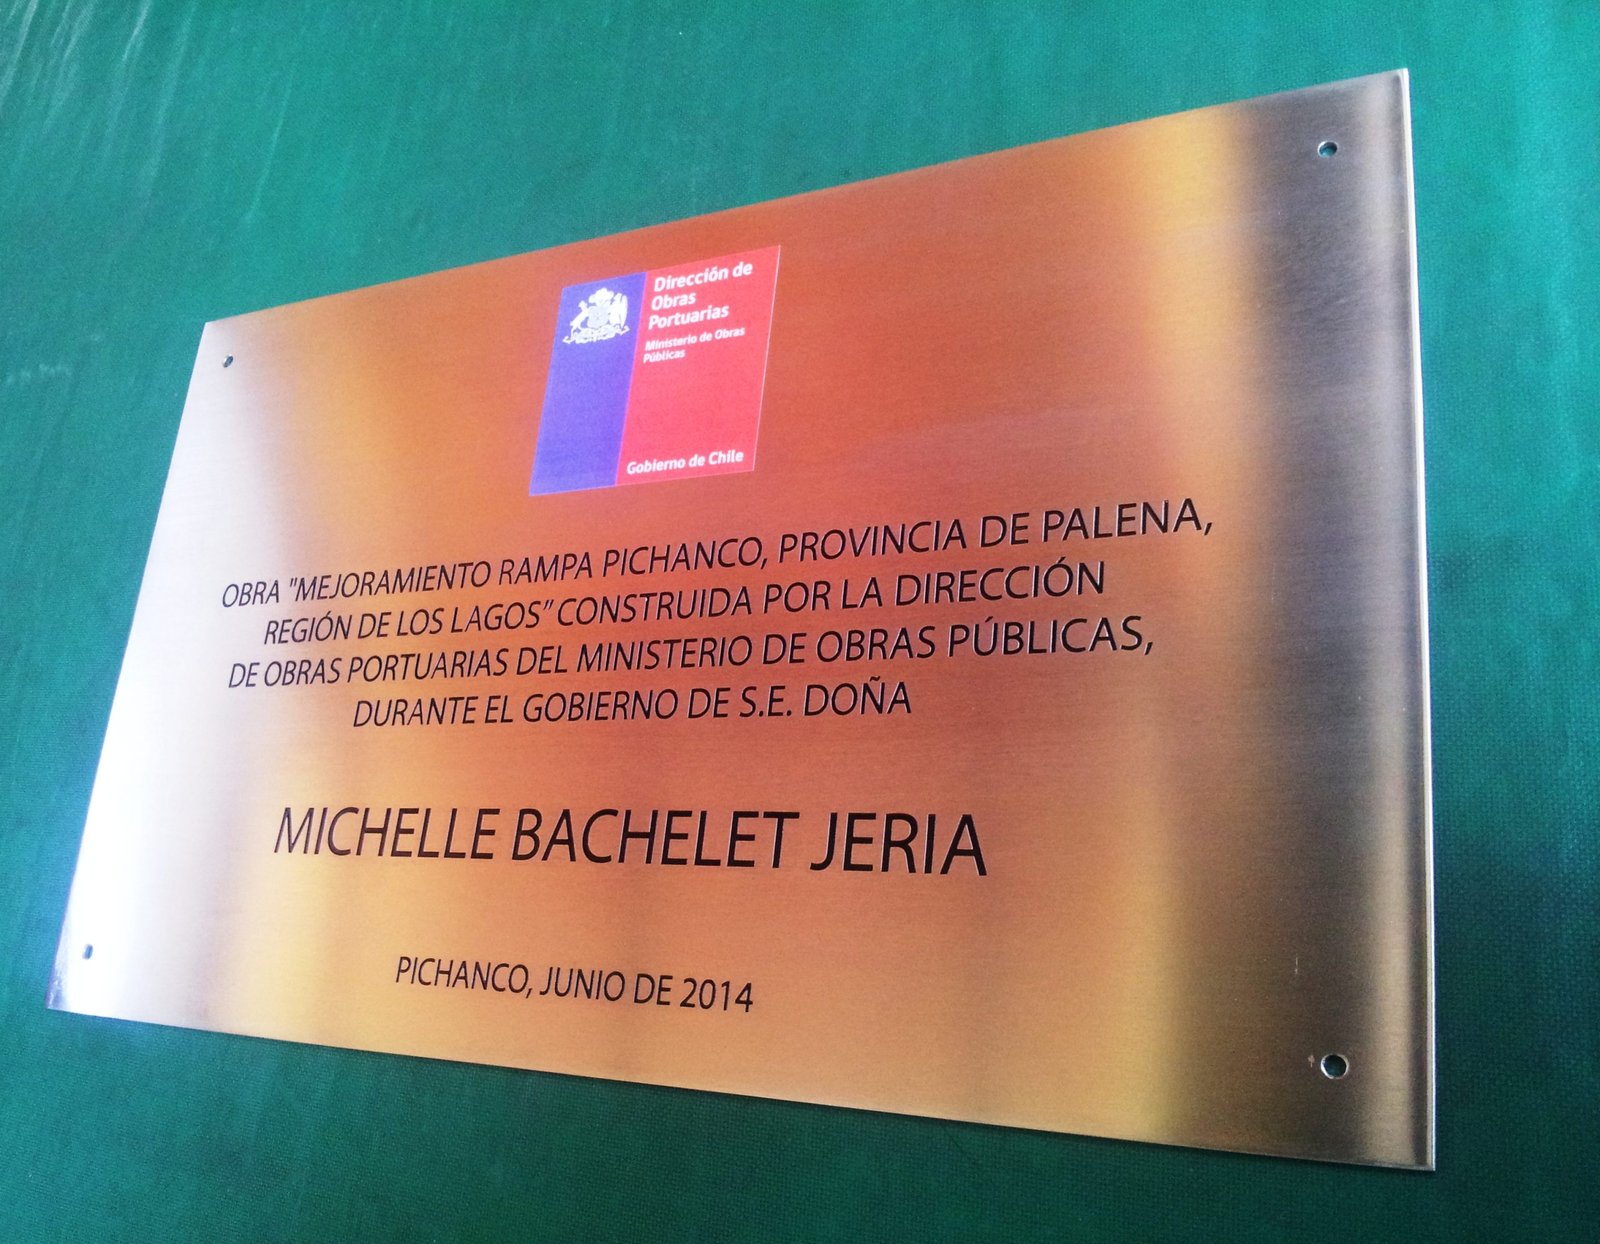 Dirección de
Obras
Portuarias
Ministerio de Obras
Públicas
Gobierno de Chile
OBRA "MEJORAMIENTO RAMPA PICHANCO, PROVINCIA DE PALENA,
REGIÓN DE LOS LAGOS” CONSTRUIDA POR LA DIRECCIÓN
DE OBRAS PORTUARIAS DEL MINISTERIO DE OBRAS PÚBLICAS,
DURANTE EL GOBIERNO DE S.E. DOÑA
MICHELLE BACHELET JERIA
PICHANCO, JUNIO DE 2014